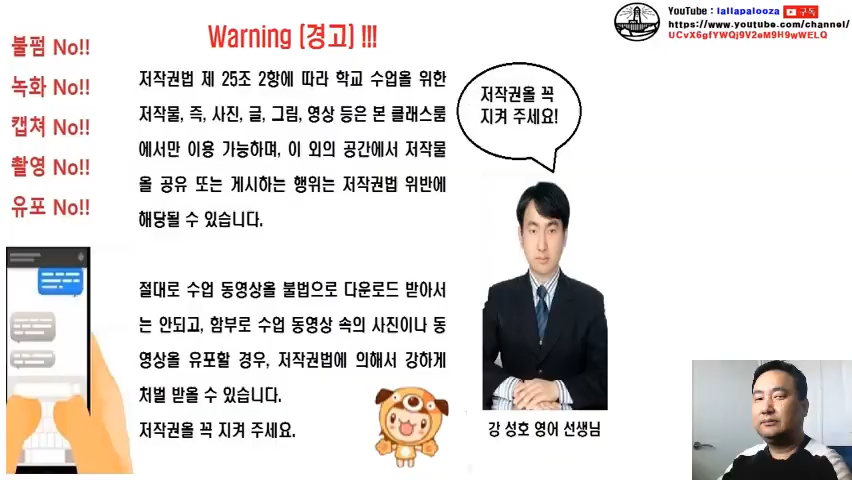 YouTube : lallapalooza 구독
https://www.youtube.com/channel/
UCvX6gfYWQj9V2eM9H9wWELQ
Warning (경고) !!!
불펌 No!!
녹화 No!!
캡쳐 No!!
촬영 No!!
유포 No!!
저작권법 제 25조 2항에 따라 학교 수업을 위한
저작물, 즉, 사진, 글, 그림, 영상 등은 본 클래스룸
에서만 이용 가능하며, 이 외의 공간에서 저작물
을 공유 또는 게시하는 행위는 저작권법 위반에
해당될 수 있습니다.
절대로 수업 동영상을 불법으로 다운로드 받아서
는 안되고, 함부로 수업 동영상 속의 사진이나 동
영상을 유포할 경우, 저작권법에 의해서 강하게
처벌 받을 수 있습니다.
저작권을 꼭 지켜 주세요.
저작권을 꼭
지켜 주세요!
강 성호 영어 선생님